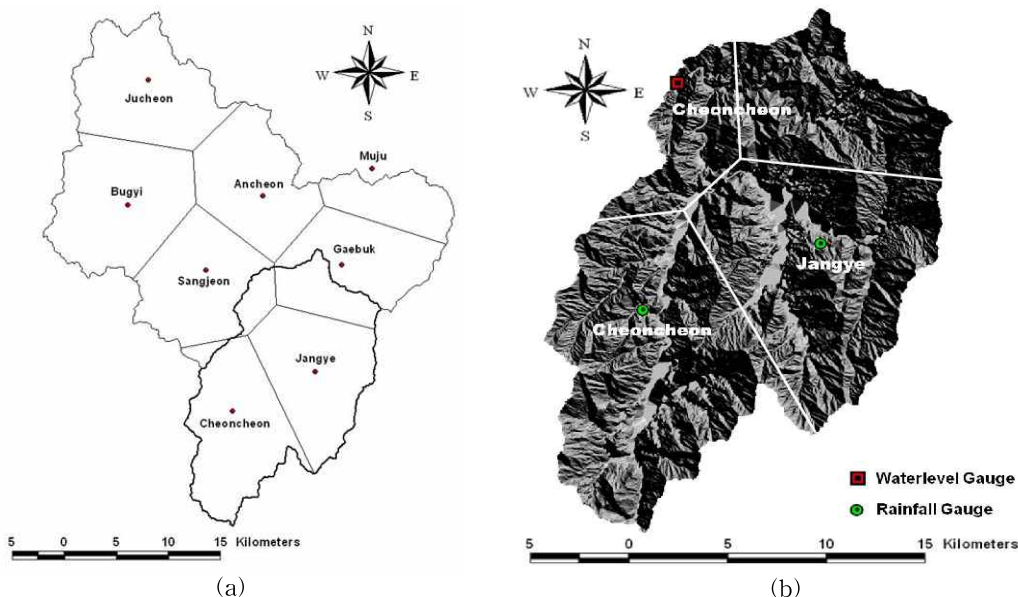 N
W E
S
Jucheon
Muju
Bugyi
Ancheon
Gaebuk
Sangjeon
Jangye
Cheoncheon
5 0 5 10 15 Kilometers
(a)
N
W E
S
Cheoncheon
Jangye
Cheoncheon
Waterlevel Gauge
Rainfall Gauge
5 0 5 10 15 Kilometers
(b)